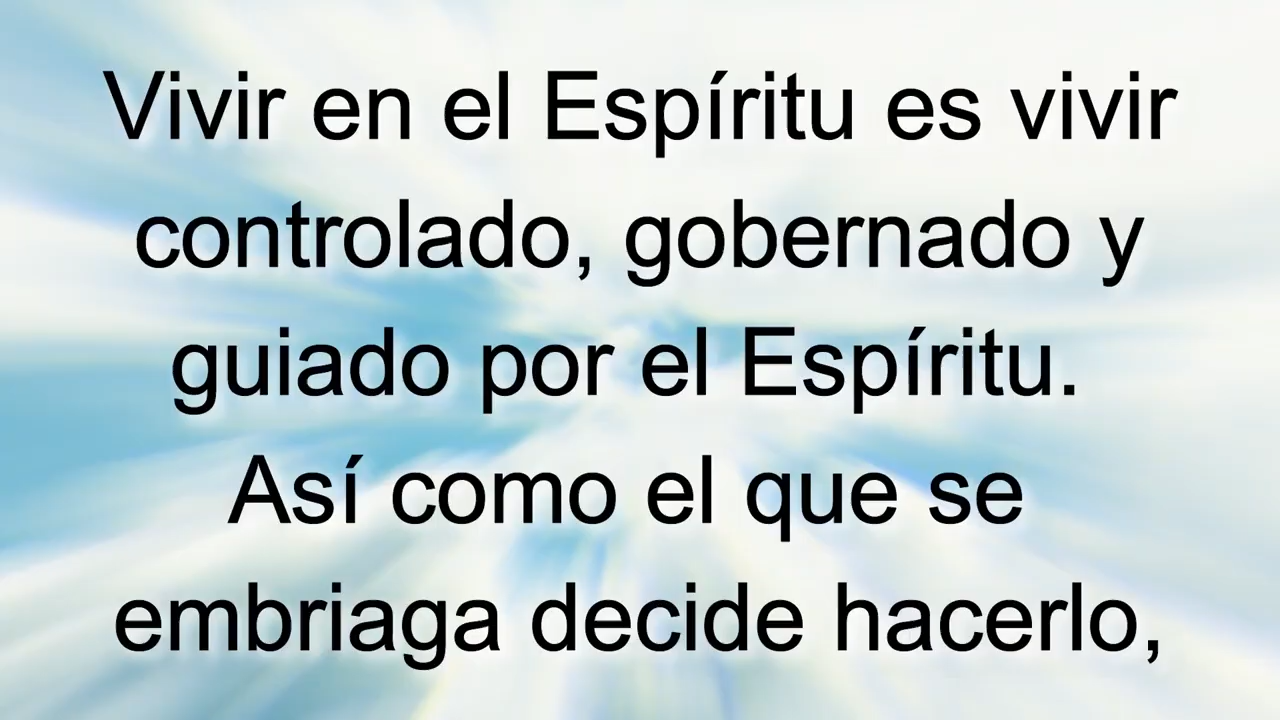 Vivir en el Espíritu es vivir
controlado, gobernado y
guiado por el Espíritu.
Así como el que se
embriaga decide hacerlo,